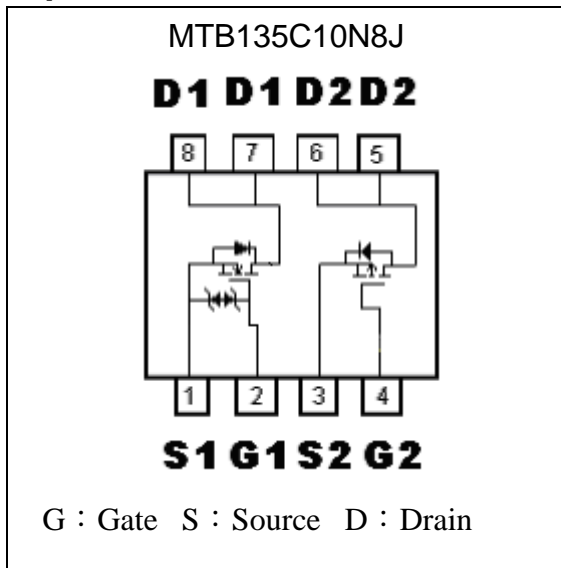 MTB135C10N8J
D1 D1 D2 D2
8 7 6 5
1 2 3 4
S1 G1 S2 G2
G：Gate S：Source D：Drain